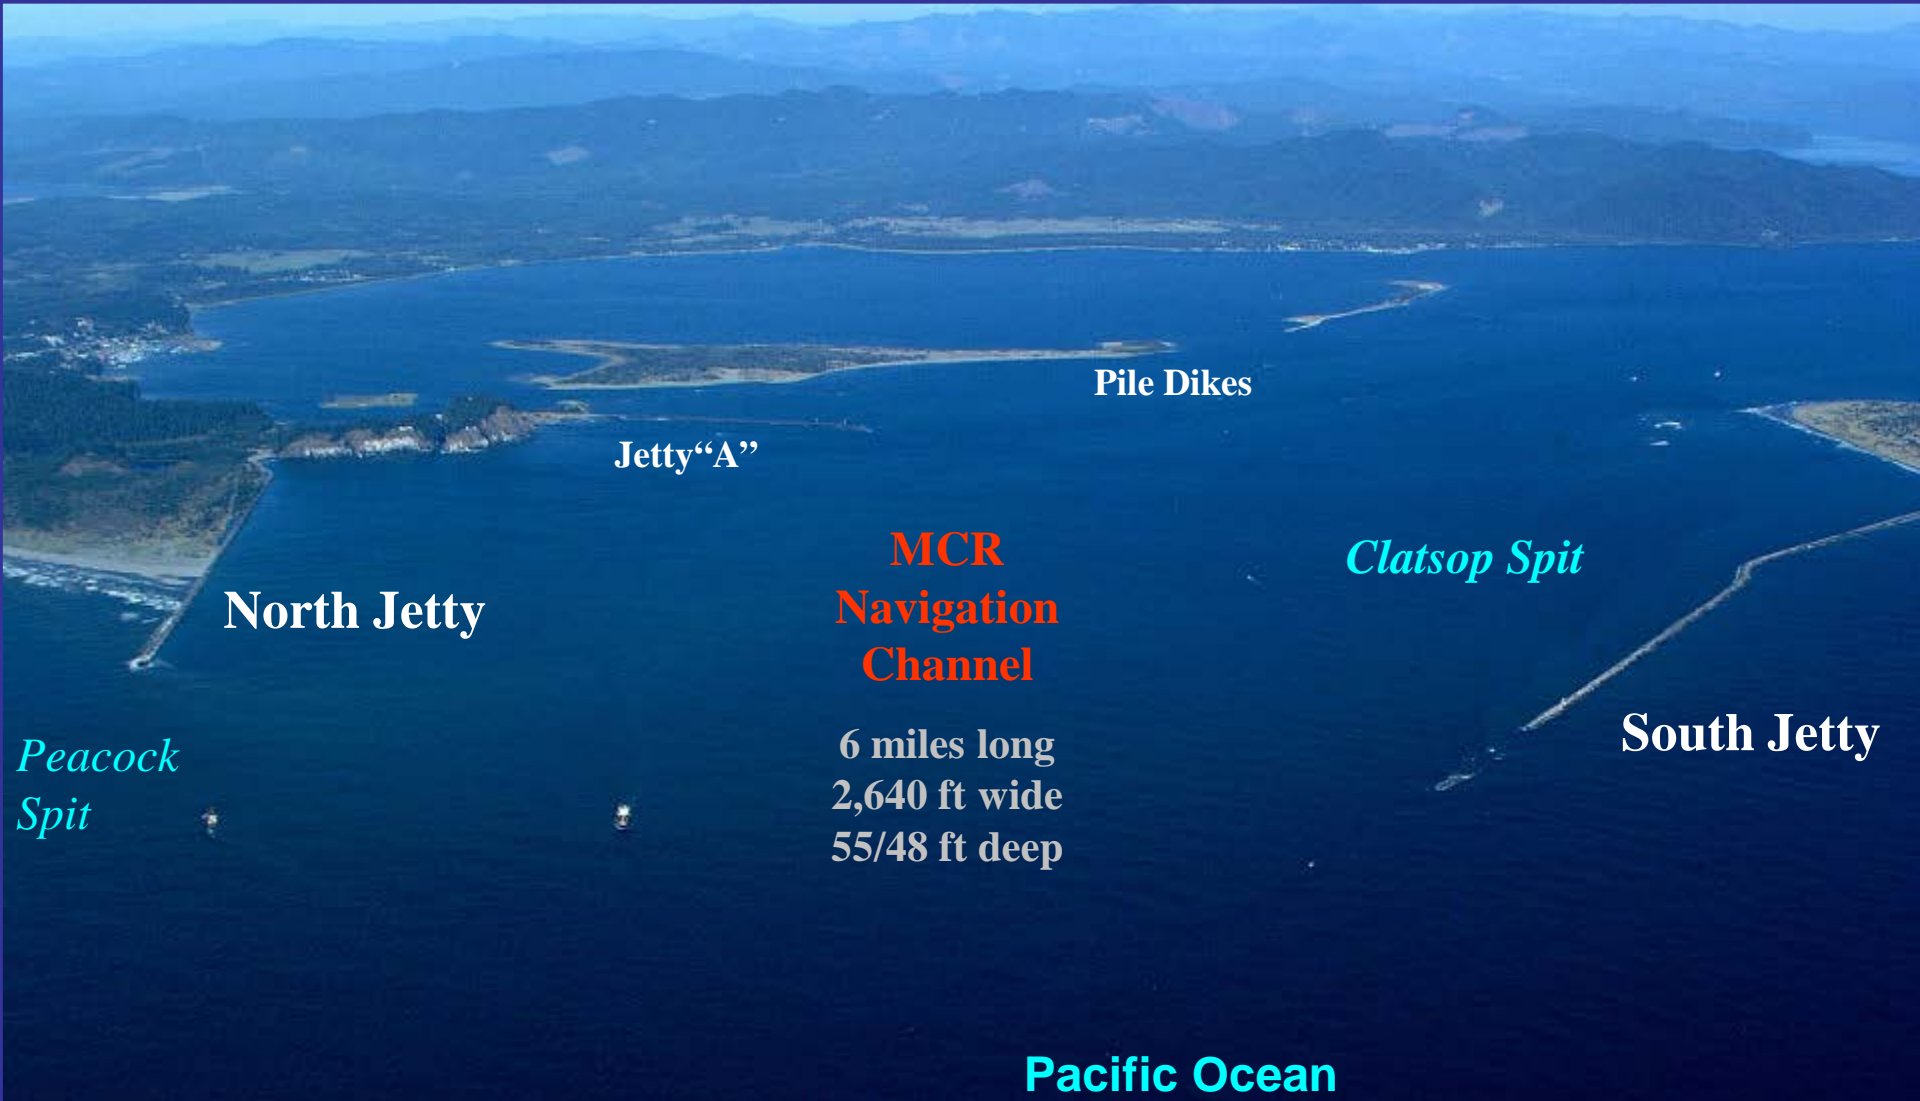 Pile Dikes
Jetty“A”
MCR
Navigation
Channel
Clatsop Spit
North Jetty
South Jetty
Peacock
Spit
6 miles long
2,640 ft wide
55/48 ft deep
Pacific Ocean